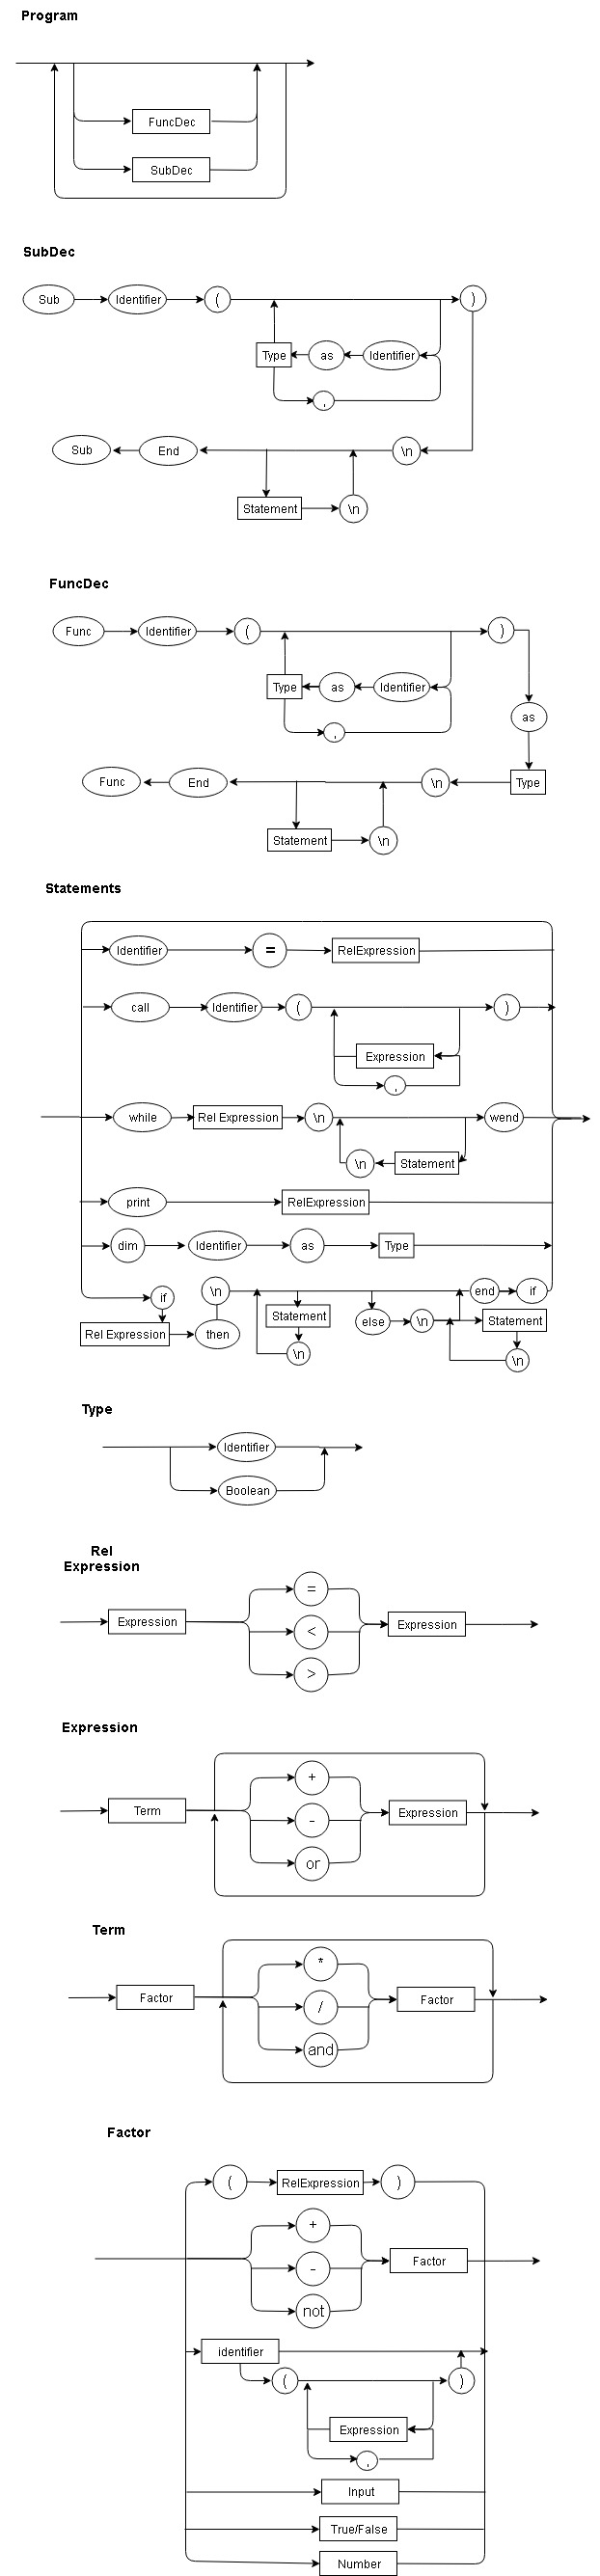 Program
FuncDec
SubDec
SubDec
Sub Identifier ( )
Type as Identifier
,
Sub End \n
Statement \n
FuncDec
Func Identifier ( )
Type as Identifier
as
,
Func End \n Type
Statement \n
Statements
Identifier = RelExpression
call Identifier ( )
Expression
,
while Rel Expression \n wend
\n Statement
print RelExpression
dim Identifier as Type
if \n end if
Statement else \n Statement
Rel Expression then
\n \n
Type
Identifier
Boolean
Rel
Expression
=
Expression < Expression
>
Expression
+
Term - Expression
or
Term
*
Factor / Factor
and
Factor
( RelExpression )
+
- Factor
not
identifier
( )
Expression
,
Input
True/False
Number